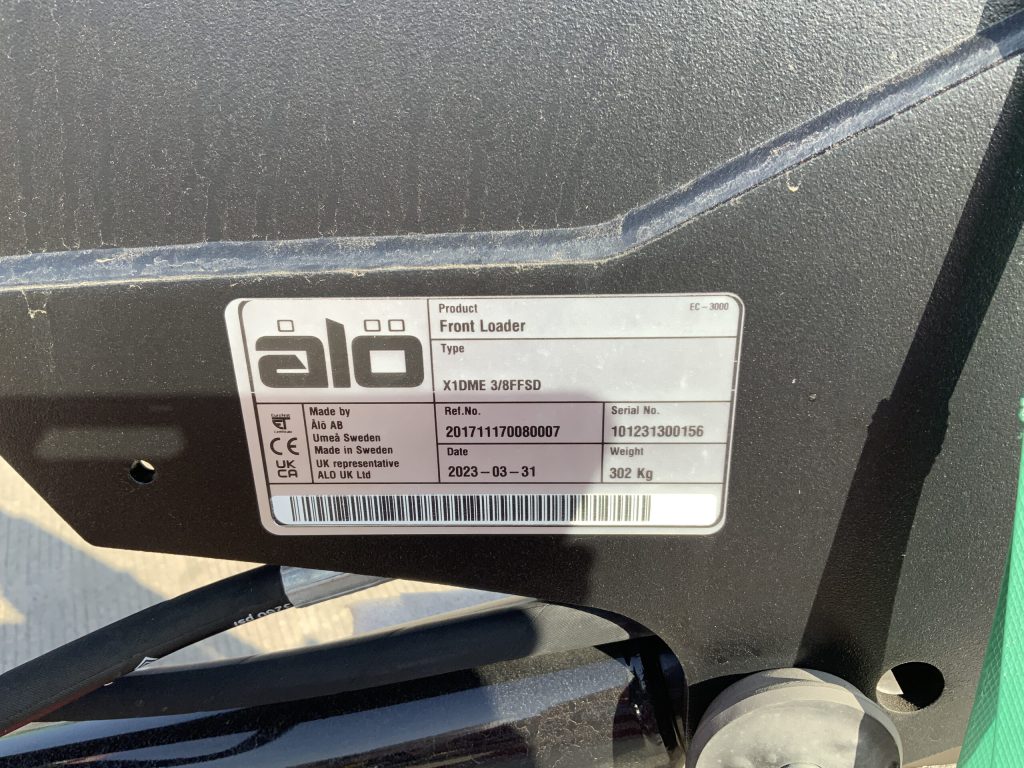 älö
Product
EC-3000
Front Loader
Type
X1DME 3/8FFSD
Made by
Ålö AB
Umeå Sweden
Made in Sweden
UK representative
ALO UK Ltd
CE
UK
CA
Ref.No.
201711170080007
Serial No.
101231300156
Date
2023-03-31
Weight
302 Kg
psi